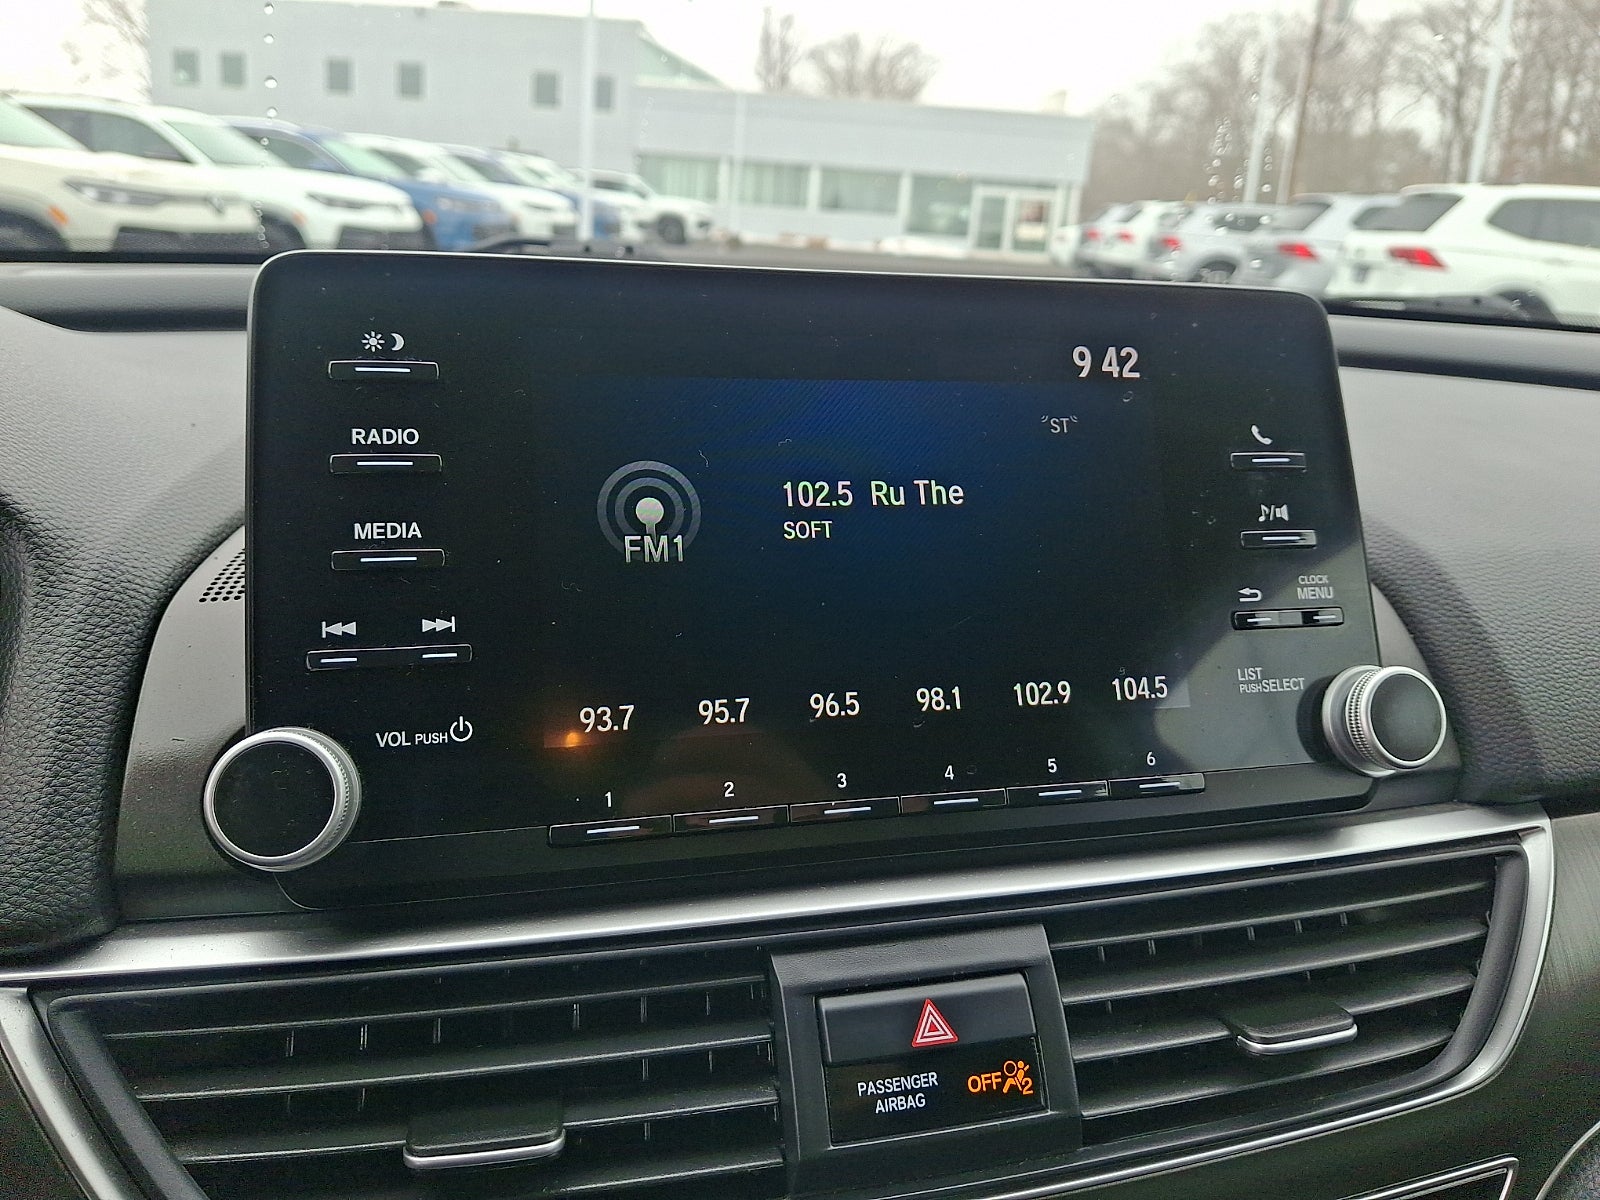 9 42
RADIO
"ST"
MEDIA
102.5 Ru The
SOFT
FM1
CLOCK
MENU
LIST
PUSH SELECT
VOL PUSH
93.7 95.7 96.5 98.1 102.9 104.5
1 2 3 4 5 6
PASSENGER
AIRBAG
OFF 2